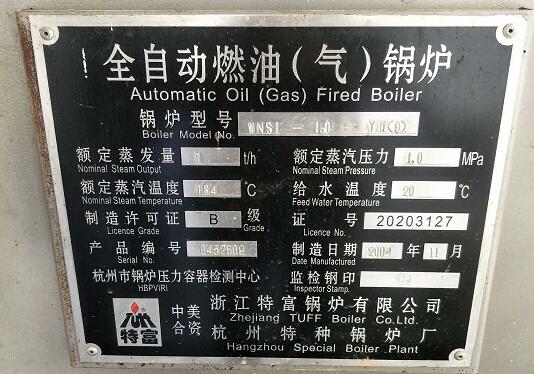 全自动燃油(气)锅炉
Automatic Oil (Gas) Fired Boiler
锅炉型号 WNS1 - 1.0 -
Boiler Model No.
额定蒸发量 1 t/h 额定蒸汽压力 1.0 MPa
Nominal Steam Output Nominal Steam Pressure
额定蒸汽温度 184 ℃ 给水温度 20 ℃
Nominal Steam Temperature Feed Water Temperature
制造许可证 B 级 证号 20203127
Licence Grade Grade Licence No.
产品编号 制造日期 年 11 月
Serial No. Date Manufactured
杭州市锅炉压力容器检测中心 监检钢印
HBPVIRI Inspector Stamp.
特富 中美合资 浙江特富锅炉有限公司
Zhejiang TUFF Boiler Co.Ltd.
杭州特种锅炉厂
Hangzhou Special Boiler Plant